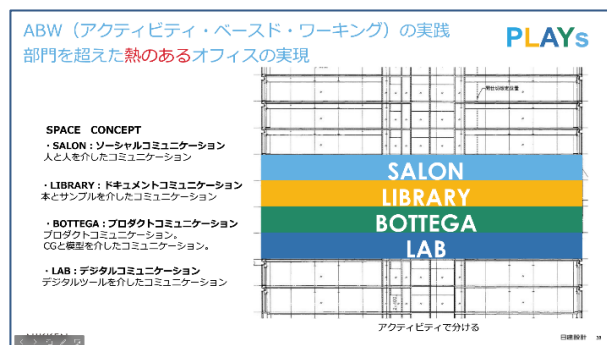 ABW（アクティビティ・ベースド・ワーキング）の実践
部門を超えた熱のあるオフィスの実現
PLAYs
SPACE CONCEPT
・SALON：ソーシャルコミュニケーション
人と人を介したコミュニケーション
・LIBRARY：ドキュメントコミュニケーション
本とサンプルを介したコミュニケーション
・BOTTEGA：プロダクトコミュニケーション
プロダクトコミュニケーション。
CGと模型を介したコミュニケーション。
・LAB：デジタルコミュニケーション
デジタルツールを介したコミュニケーション
SALON
LIBRARY
BOTTEGA
LAB
アクティビティで分ける
日建設計